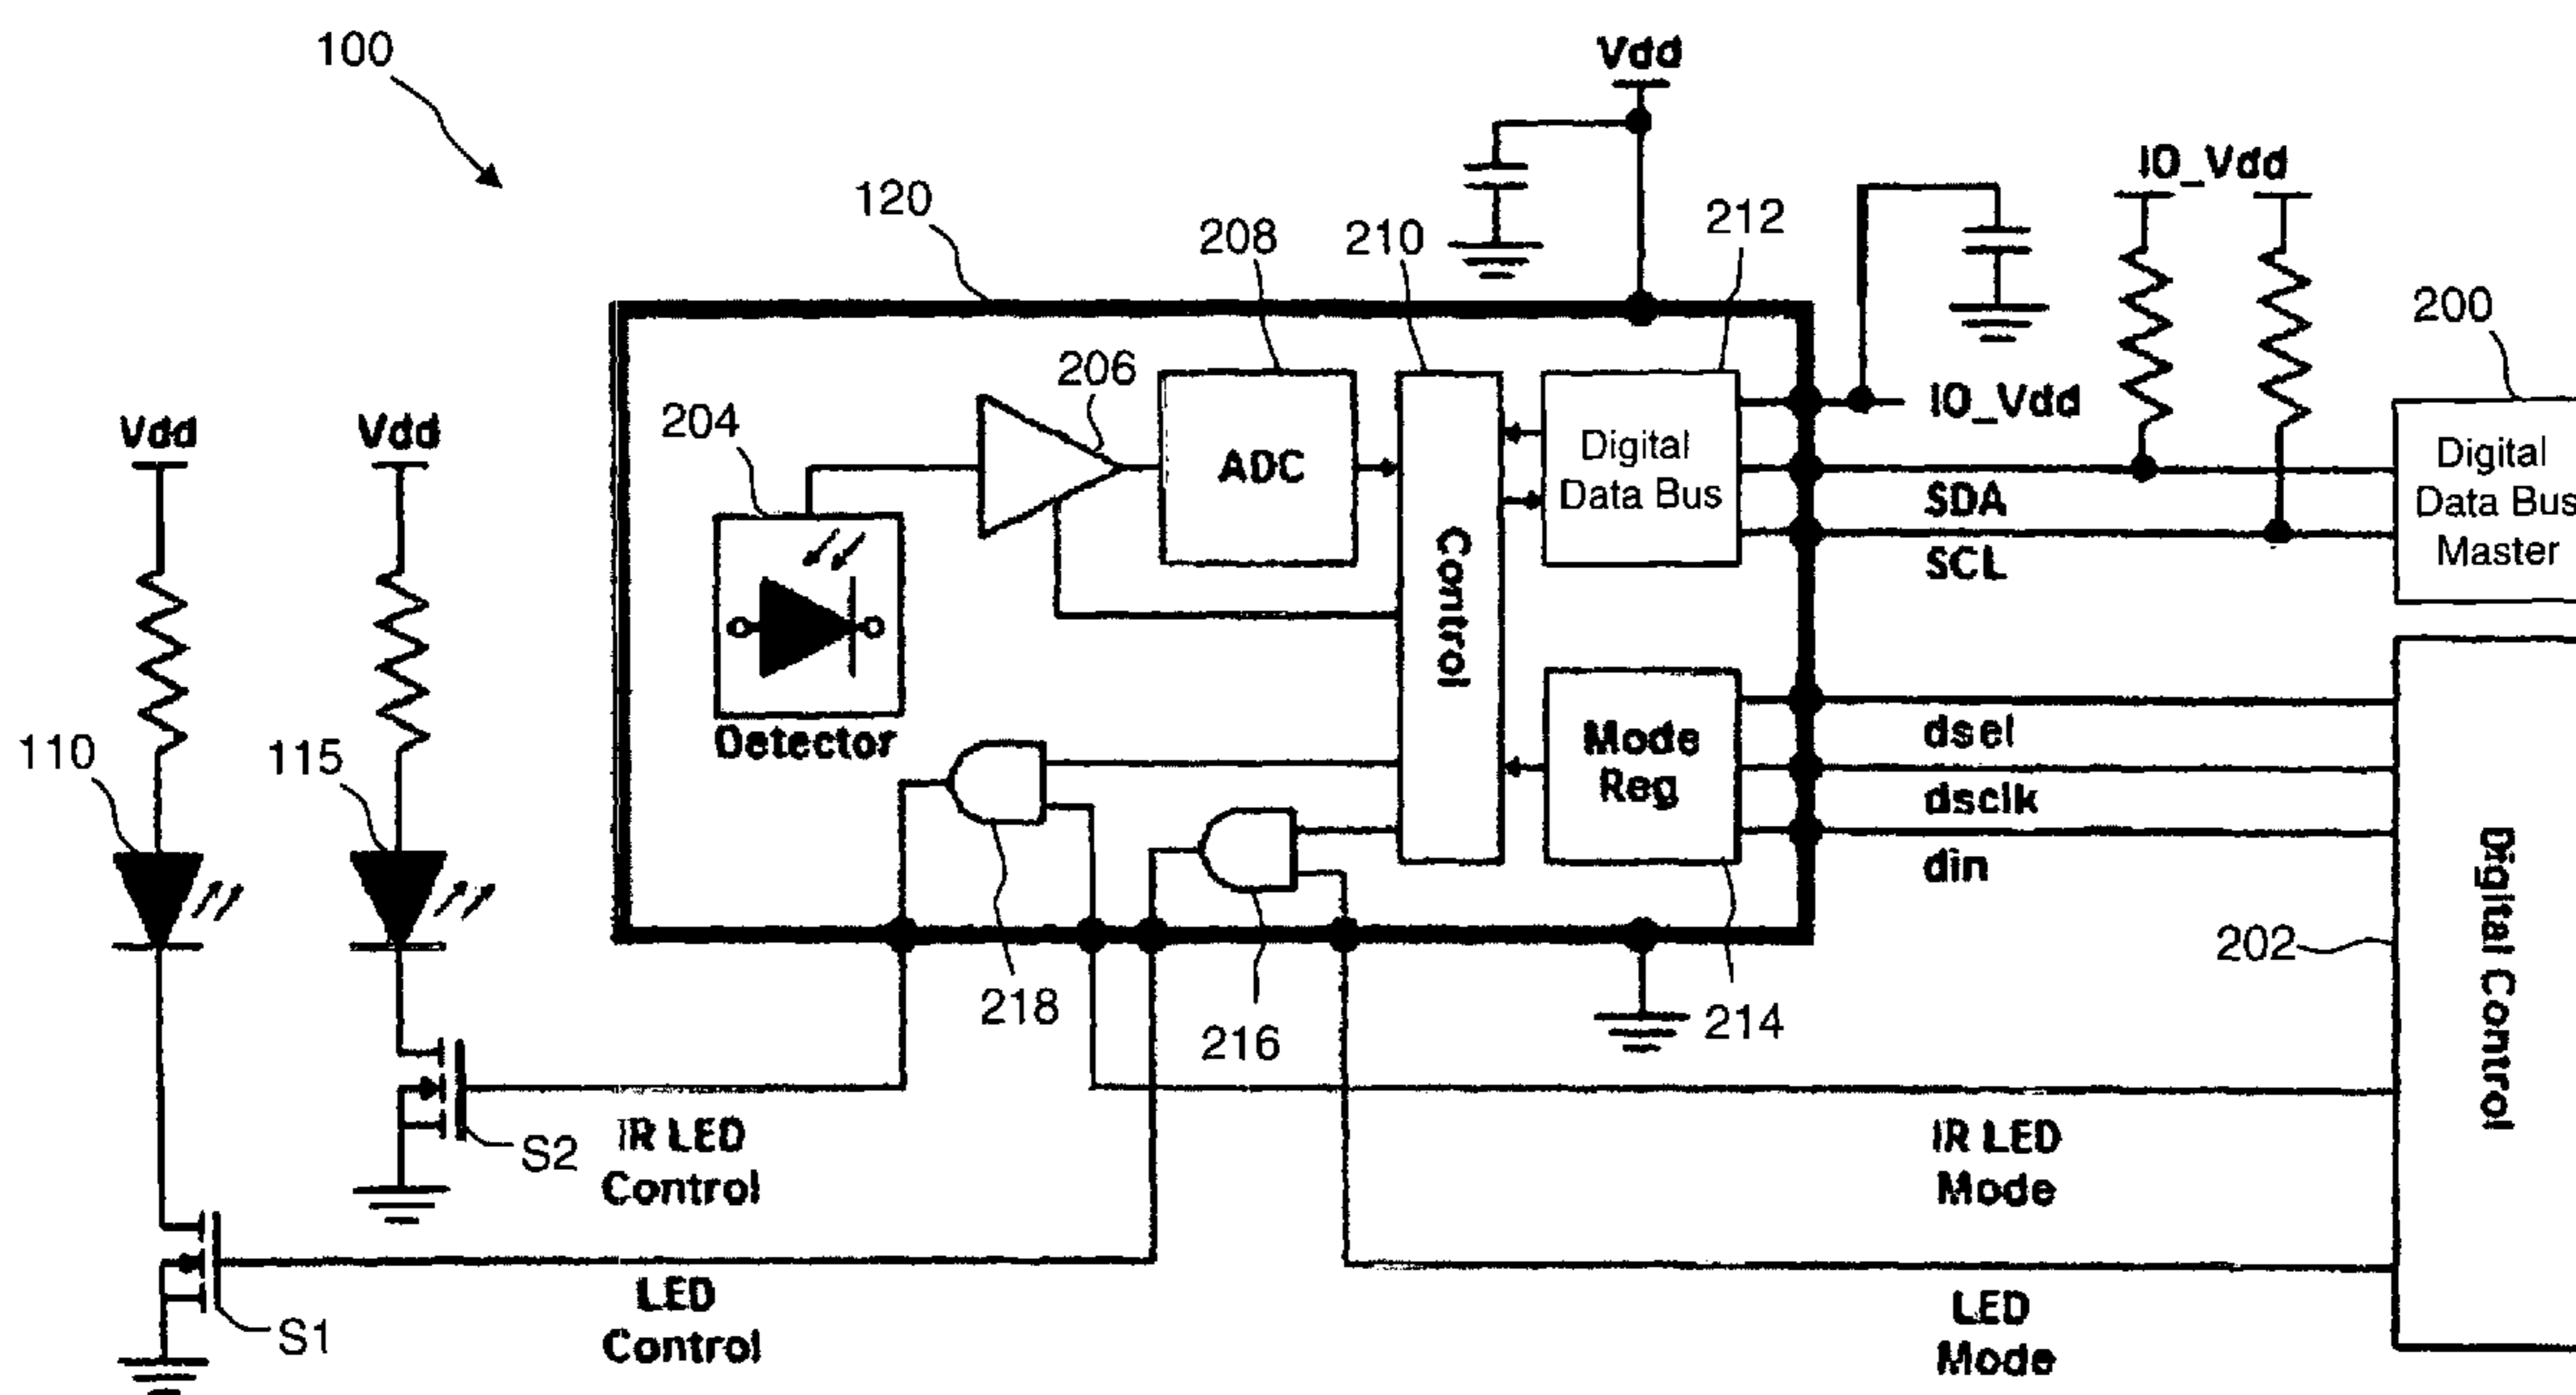 100
Vdd
IO_Vdd
120
208
210
212
200
206
204
Vdd
Vdd
ADC
Digital
Data Bus
IO_Vdd
SDA
SCL
Digital
Data Bus
Master
Control
Detector
110
115
Mode
Reg
dsel
dsclk
din
Digital Control
202
218
216
214
S2
IR LED
Control
IR LED
Mode
S1
LED
Control
LED
Mode